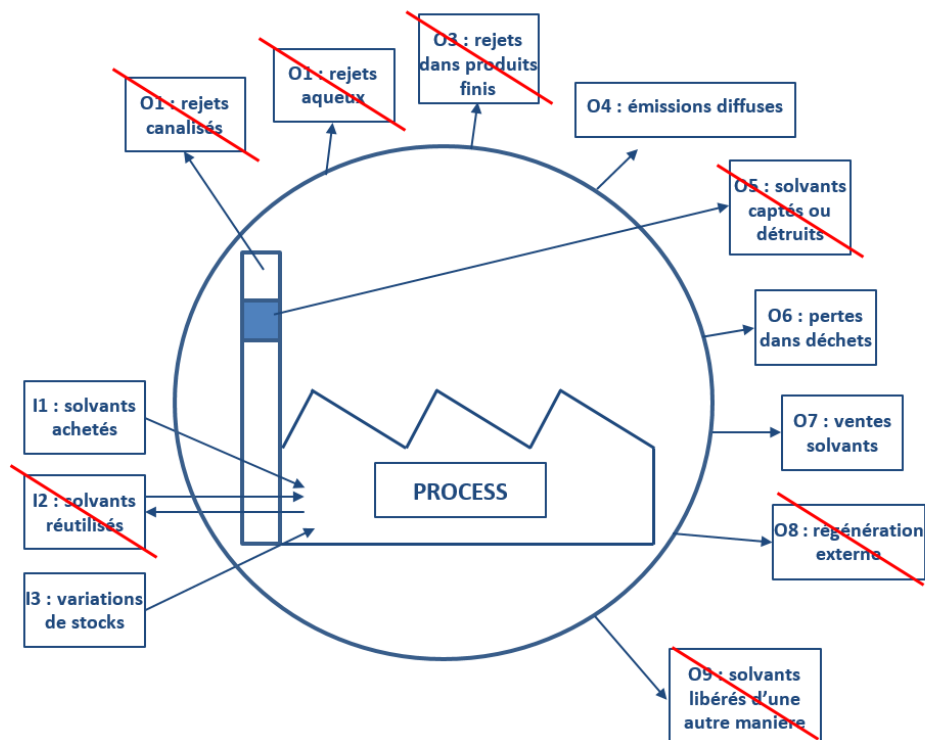 O1 : rejets
canalisés
O1 : rejets
aqueux
O3 : rejets
dans produits
finis
O4 : émissions diffuses
O5 : solvants
captés ou
détruits
O6 : pertes
dans déchets
I1 : solvants
achetés
O7 : ventes
solvants
I2 : solvants
réutilisés
PROCESS
O8 : régénération
externe
I3 : variations
de stocks
O9 : solvants
libérés d’une
autre manière